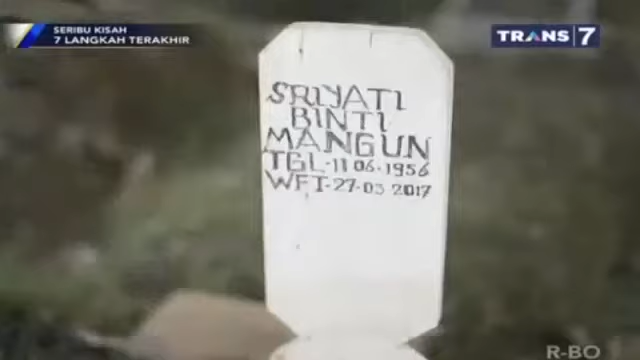 SERIBU KISAH
7 LANGKAH TERAKHIR
TRANS 7
SRIYATI
BINTI
MANGUN
TGL-11 06-1956
WFT-27-03 2017
R-BO